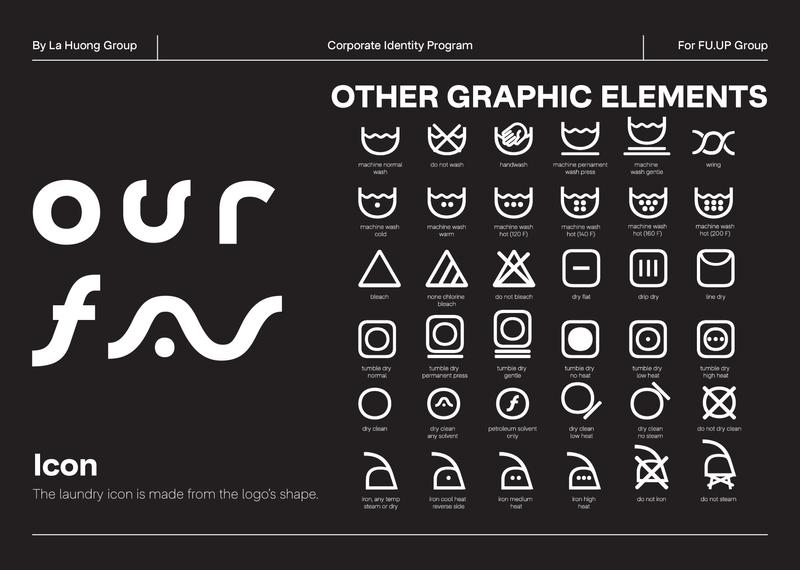 By La Huong Group
Corporate Identity Program
For FU.UP Group
OTHER GRAPHIC ELEMENTS
our
Icon
The laundry icon is made from the logo's shape.
machine normal
wash
do not wash
handwash
machine pernament
wash press
machine
wash gentle
wring
machine wash
cold
machine wash
warm
machine wash
hot (120 F)
machine wash
hot (140 F)
machine wash
hot (160 F)
machine wash
hot (200 F)
bleach
none chlorine
bleach
do not bleach
dry flat
drip dry
line dry
tumble dry
normal
tumble dry
permanent press
tumble dry
gentle
tumble dry
no heat
tumble dry
low heat
tumble dry
high heat
dry clean
dry clean
any solvent
petroleum solvent
only
dry clean
low heat
dry clean
no steam
do not dry clean
iron, any temp
steam or dry
iron cool heat
reverse side
iron medium
heat
iron high
heat
do not iron
do not steam